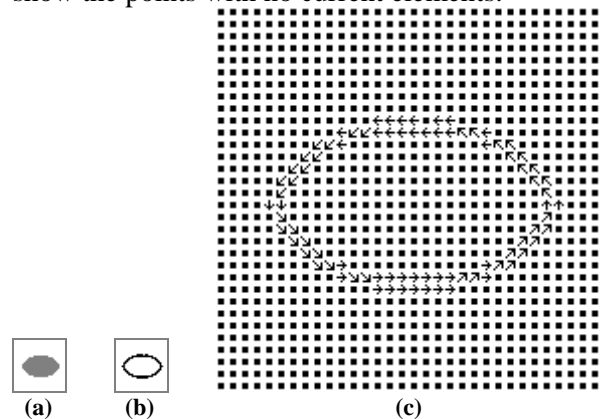 show the points with no current elements.
(a) (b) (c)